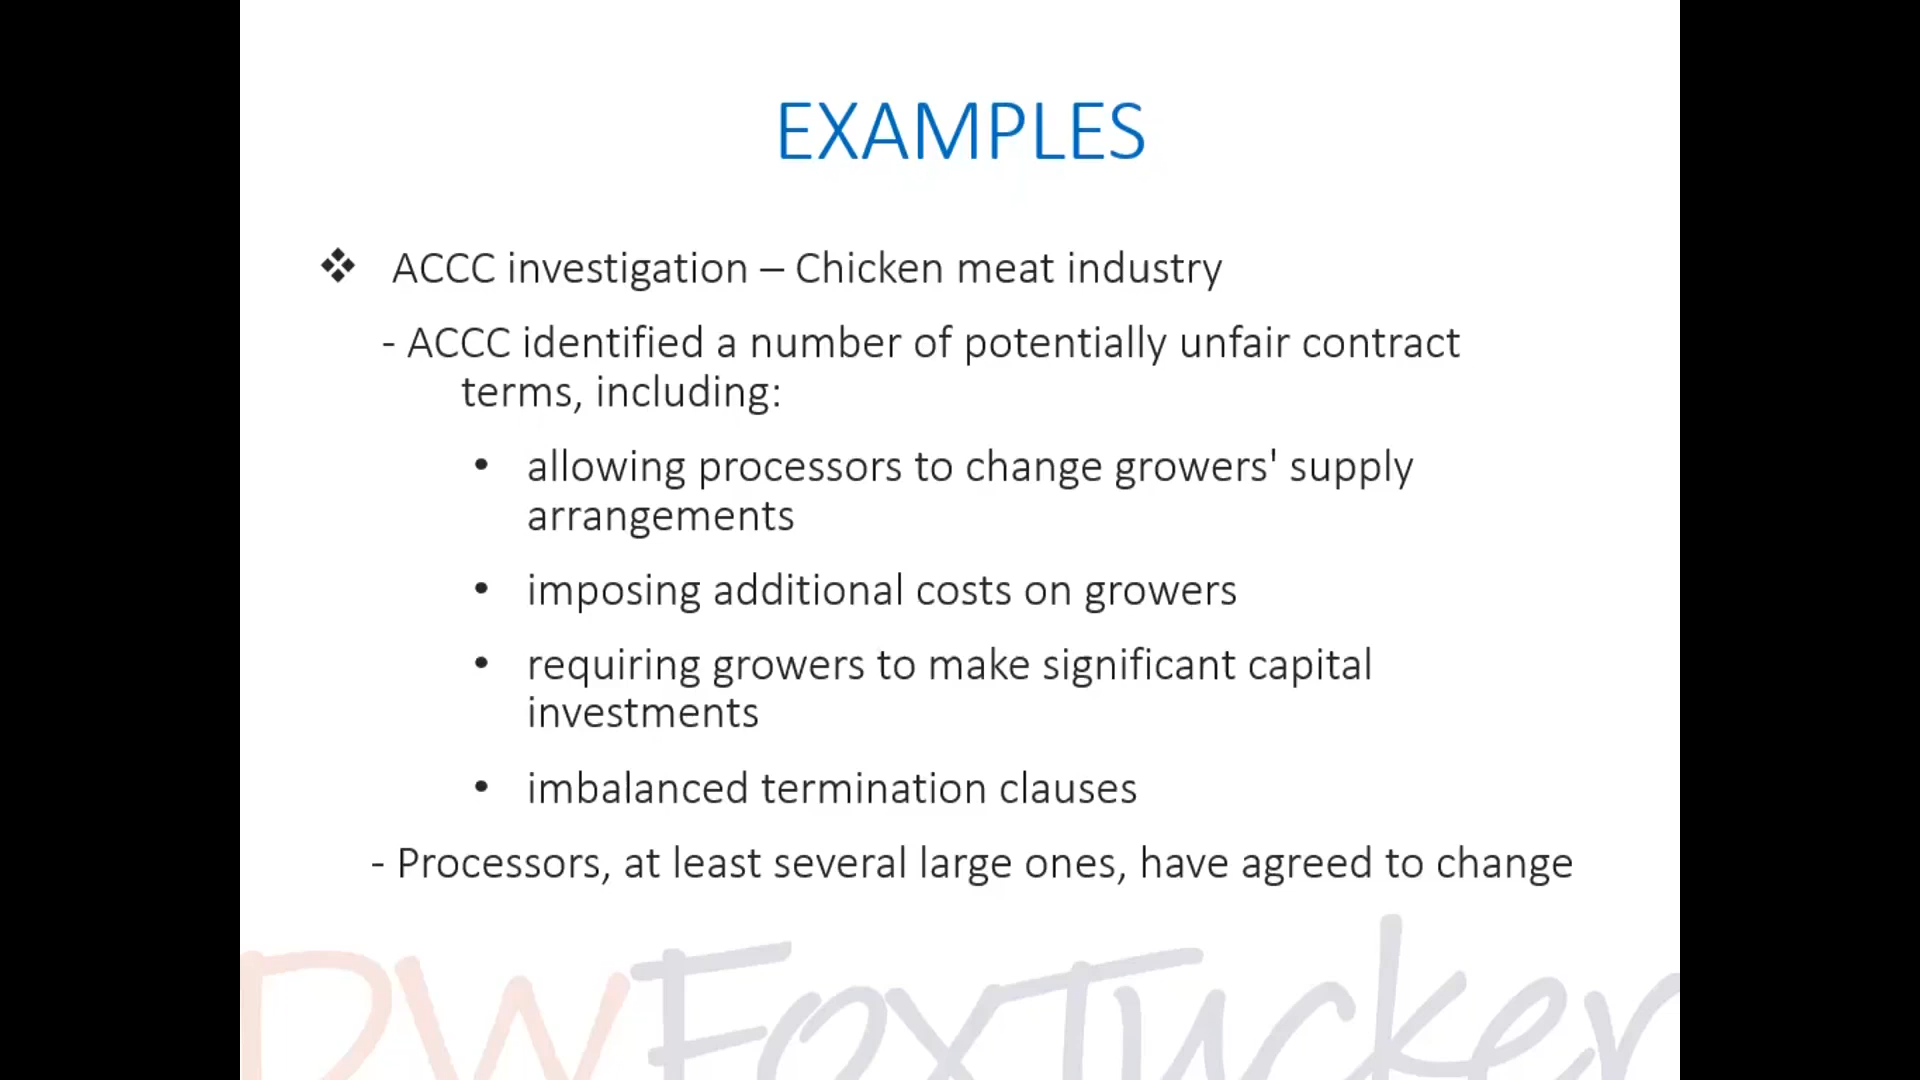 EXAMPLES
❖ ACCC investigation – Chicken meat industry
- ACCC identified a number of potentially unfair contract
terms, including:
• allowing processors to change growers' supply
arrangements
• imposing additional costs on growers
• requiring growers to make significant capital
investments
• imbalanced termination clauses
- Processors, at least several large ones, have agreed to change
DWFoxTucker